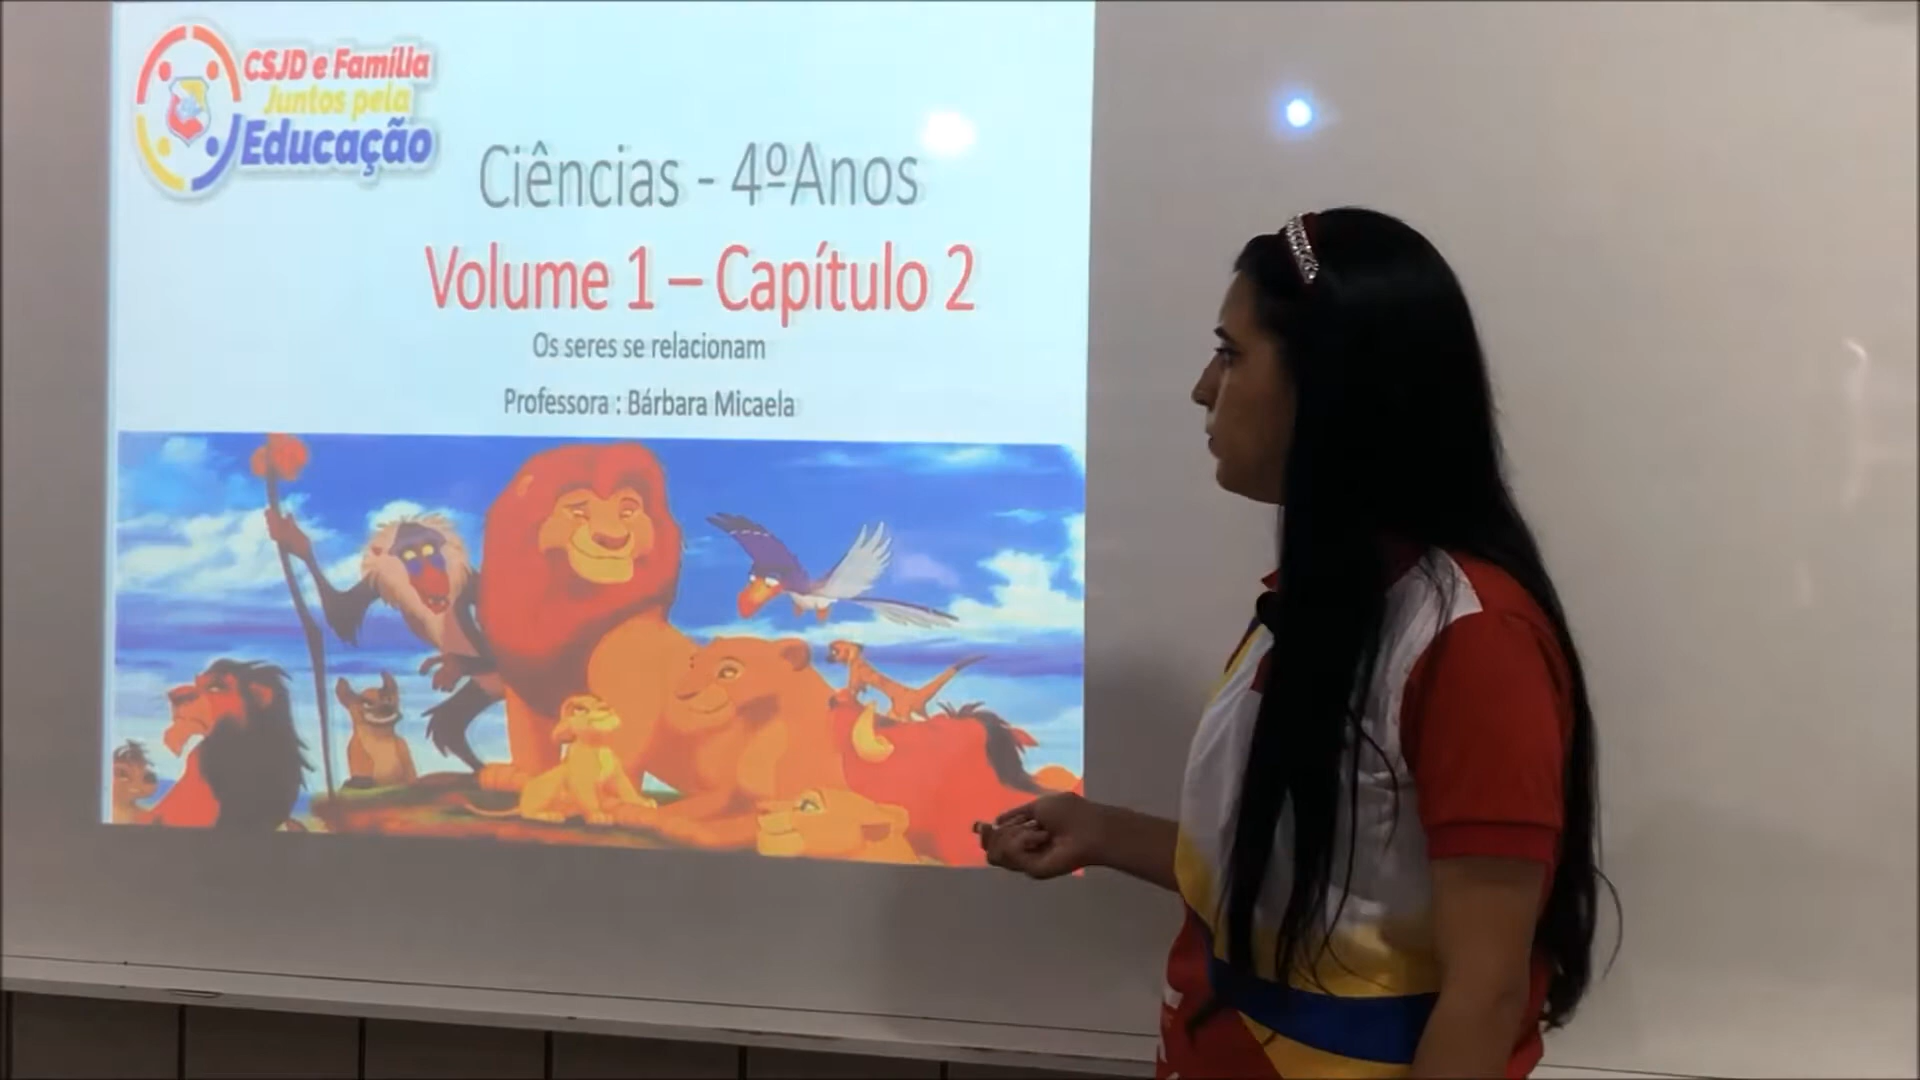 CSJD e Família
Juntos pela
Educação
Ciências - 4ºAnos
Volume 1 – Capítulo 2
Os seres se relacionam
Professora : Bárbara Micaela